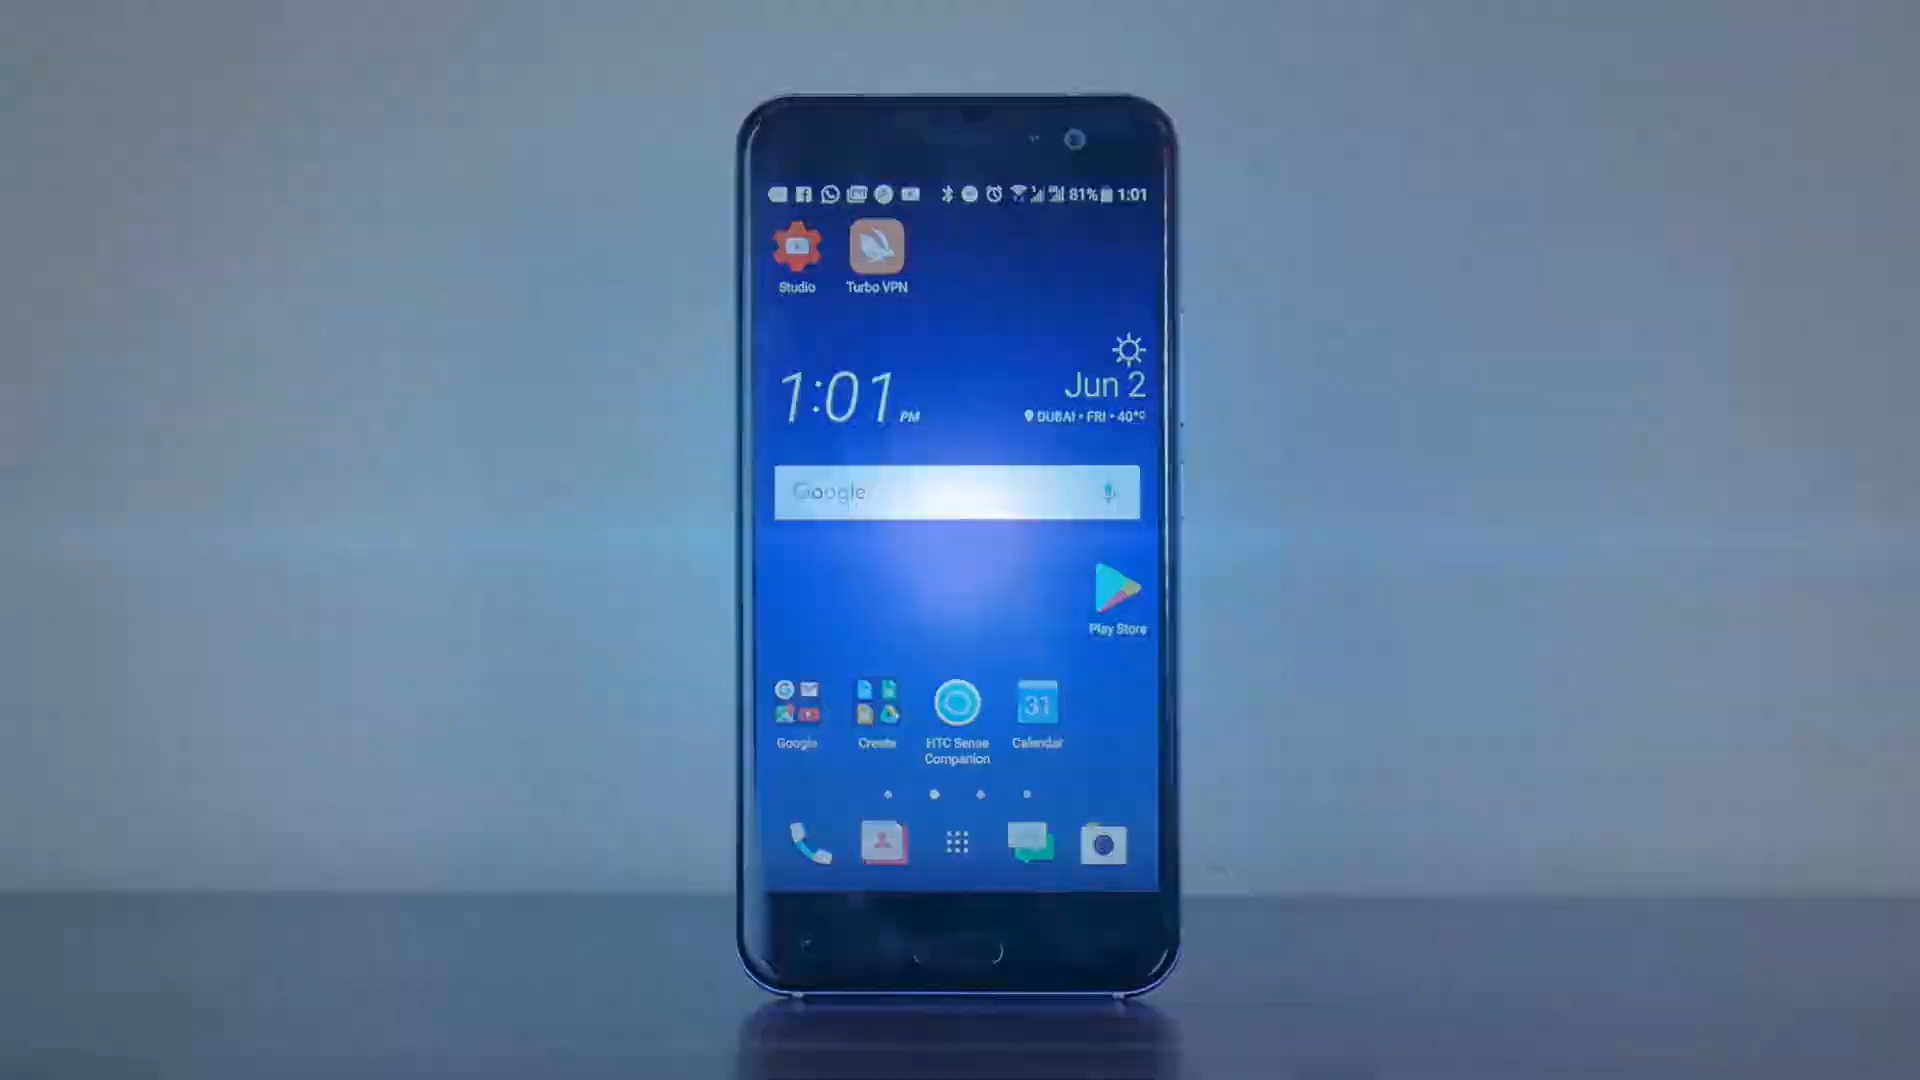 81% 1:01
Studio Turbo VPN
1:01 PM
Jun 2
DUBAI • FRI • 40°C
Google
Play Store
31
Google Create HTC Sense Companion Calendar